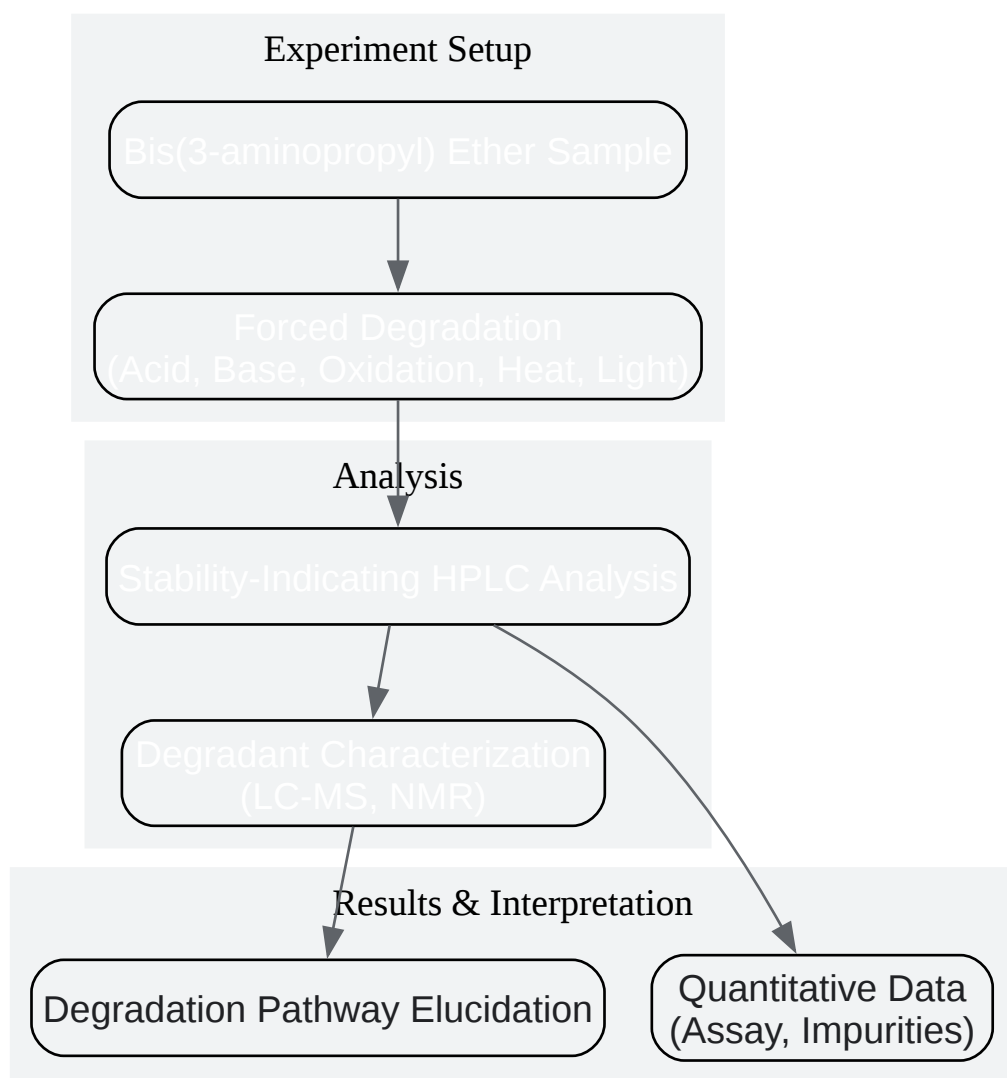 Experiment Setup
Bis(3-aminopropyl) Ether Sample
Forced Degradation
(Acid, Base, Oxidation, Heat, Light)
Analysis
Stability-Indicating HPLC Analysis
Degradant Characterization
(LC-MS, NMR)
Results & Interpretation
Degradation Pathway Elucidation
Quantitative Data
(Assay, Impurities)